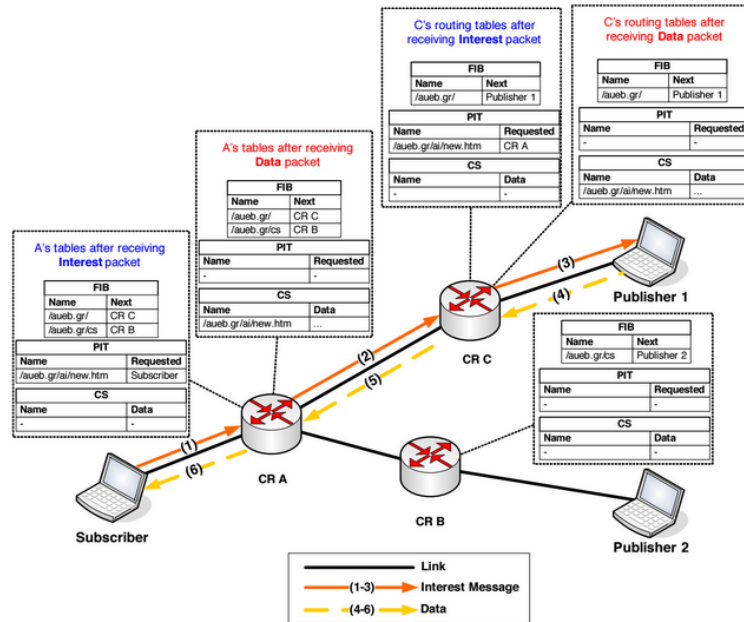 C's routing tables after
receiving Interest packet
FIB
Name Next
/aueb.gr/ Publisher 1
PIT
Name Requested
/aueb.gr/ai/new.htm CR A
CS
Name Data
- -
C's routing tables after
receiving Data packet
FIB
Name Next
/aueb.gr/ Publisher 1
PIT
Name Requested
- -
CS
Name Data
/aueb.gr/ai/new.htm ...
A's tables after receiving
Data packet
FIB
Name Next
/aueb.gr/ CR C
/aueb.gr/cs CR B
PIT
Name Requested
- -
CS
Name Data
/aueb.gr/ai/new.htm ...
A's tables after receiving
Interest packet
FIB
Name Next
/aueb.gr/ CR C
/aueb.gr/cs CR B
PIT
Name Requested
/aueb.gr/ai/new.htm Subscriber
CS
Name Data
- -
(3)
(4)
Publisher 1
CR C
(2)
(5)
FIB
Name Next
/aueb.gr/cs Publisher 2
PIT
Name Requested
- -
CS
Name Data
- -
(1)
(6)
CR A
Subscriber
CR B
Publisher 2
Link
(1-3) Interest Message
(4-6) Data